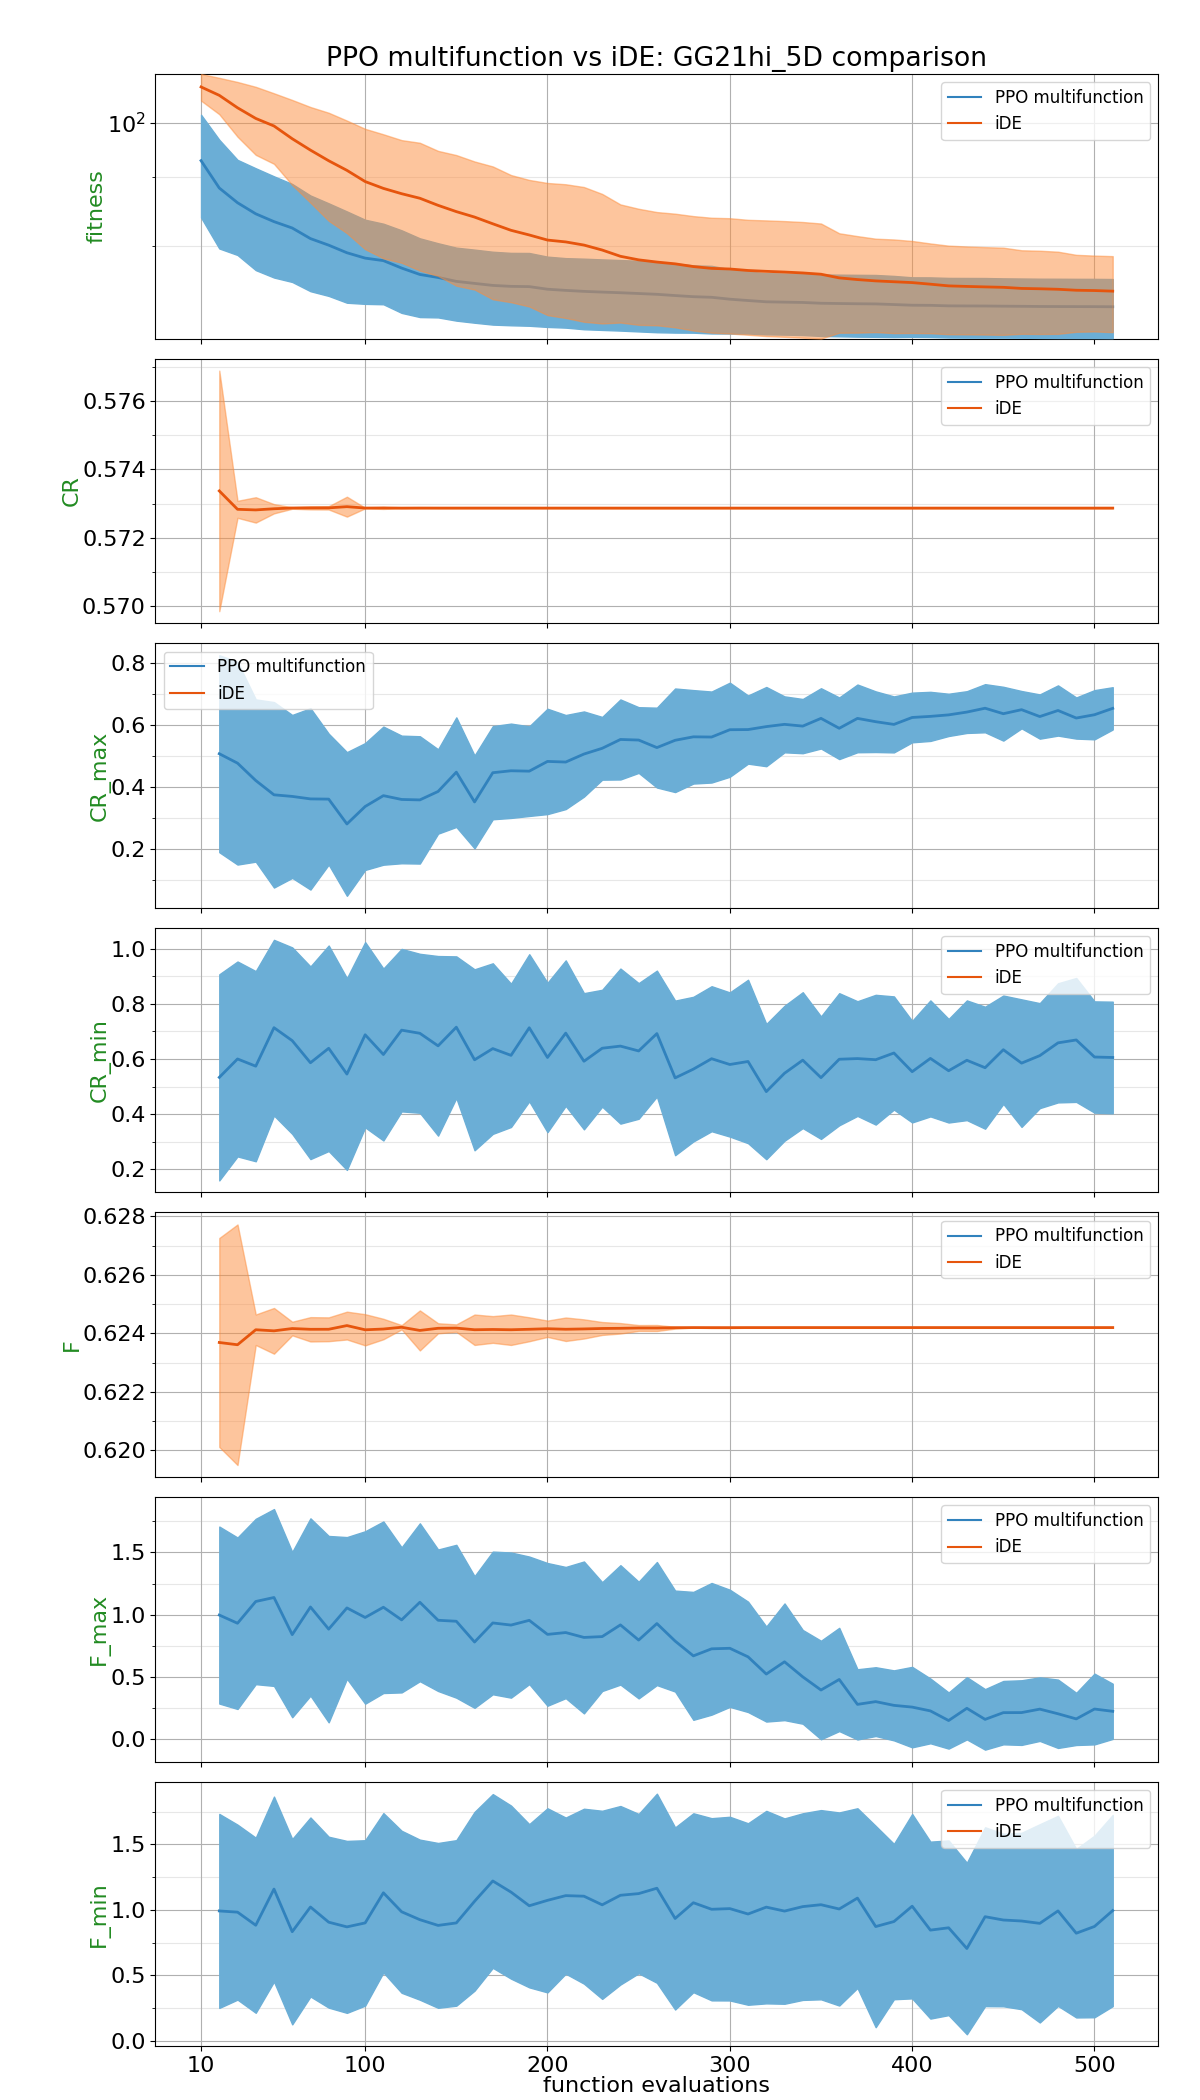 PPO multifunction vs iDE: GG21hi_5D comparison
fitness
10²
PPO multifunction
iDE
CR
0.576
0.574
0.572
0.570
PPO multifunction
iDE
CR_max
0.8
0.6
0.4
0.2
PPO multifunction
iDE
CR_min
1.0
0.8
0.6
0.4
0.2
PPO multifunction
iDE
F
0.628
0.626
0.624
0.622
0.620
PPO multifunction
iDE
F_max
1.5
1.0
0.5
0.0
PPO multifunction
iDE
F_min
1.5
1.0
0.5
0.0
PPO multifunction
iDE
10 100 200 300 400 500
function evaluations